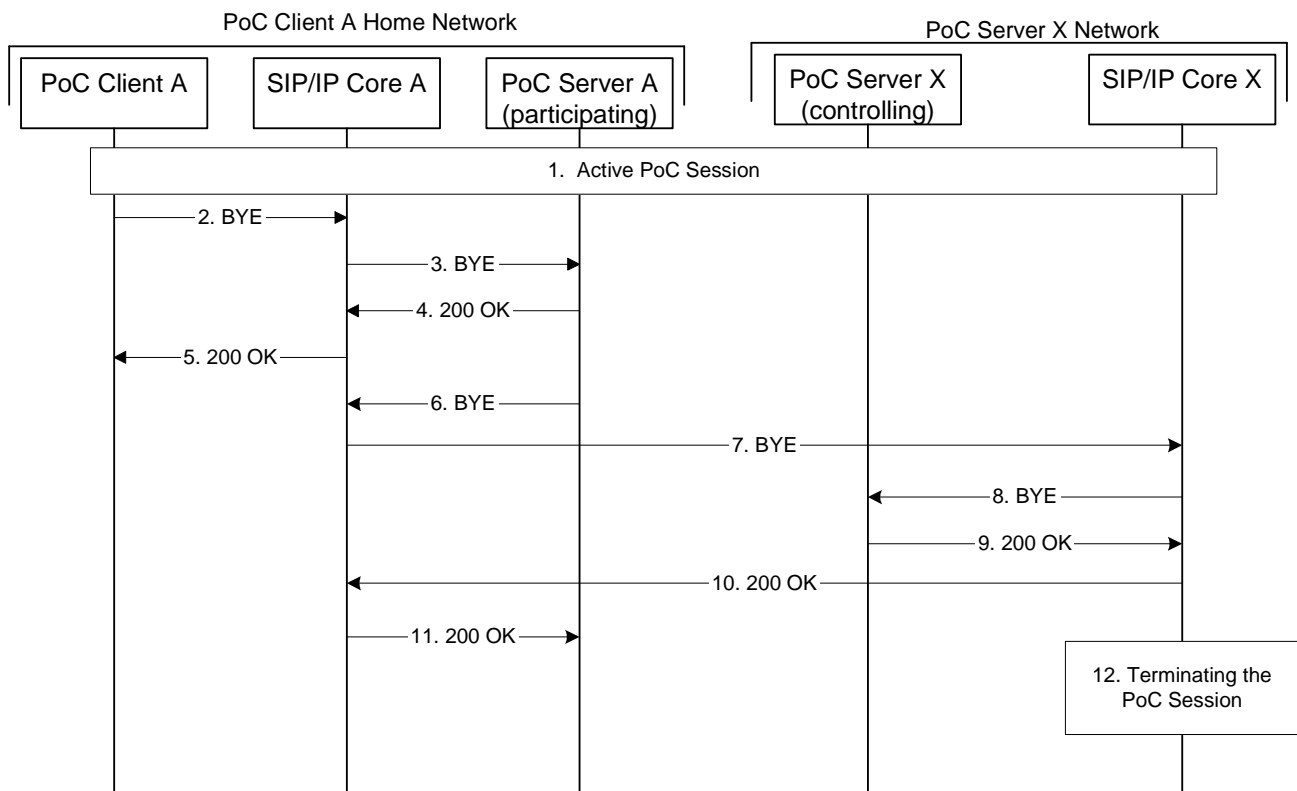 PoC Client A Home Network
PoC Server X Network
PoC Client A
SIP/IP Core A
PoC Server A
(participating)
PoC Server X
(controlling)
SIP/IP Core X
1. Active PoC Session
2. BYE
3. BYE
4. 200 OK
5. 200 OK
6. BYE
7. BYE
8. BYE
9. 200 OK
10. 200 OK
11. 200 OK
12. Terminating the
PoC Session